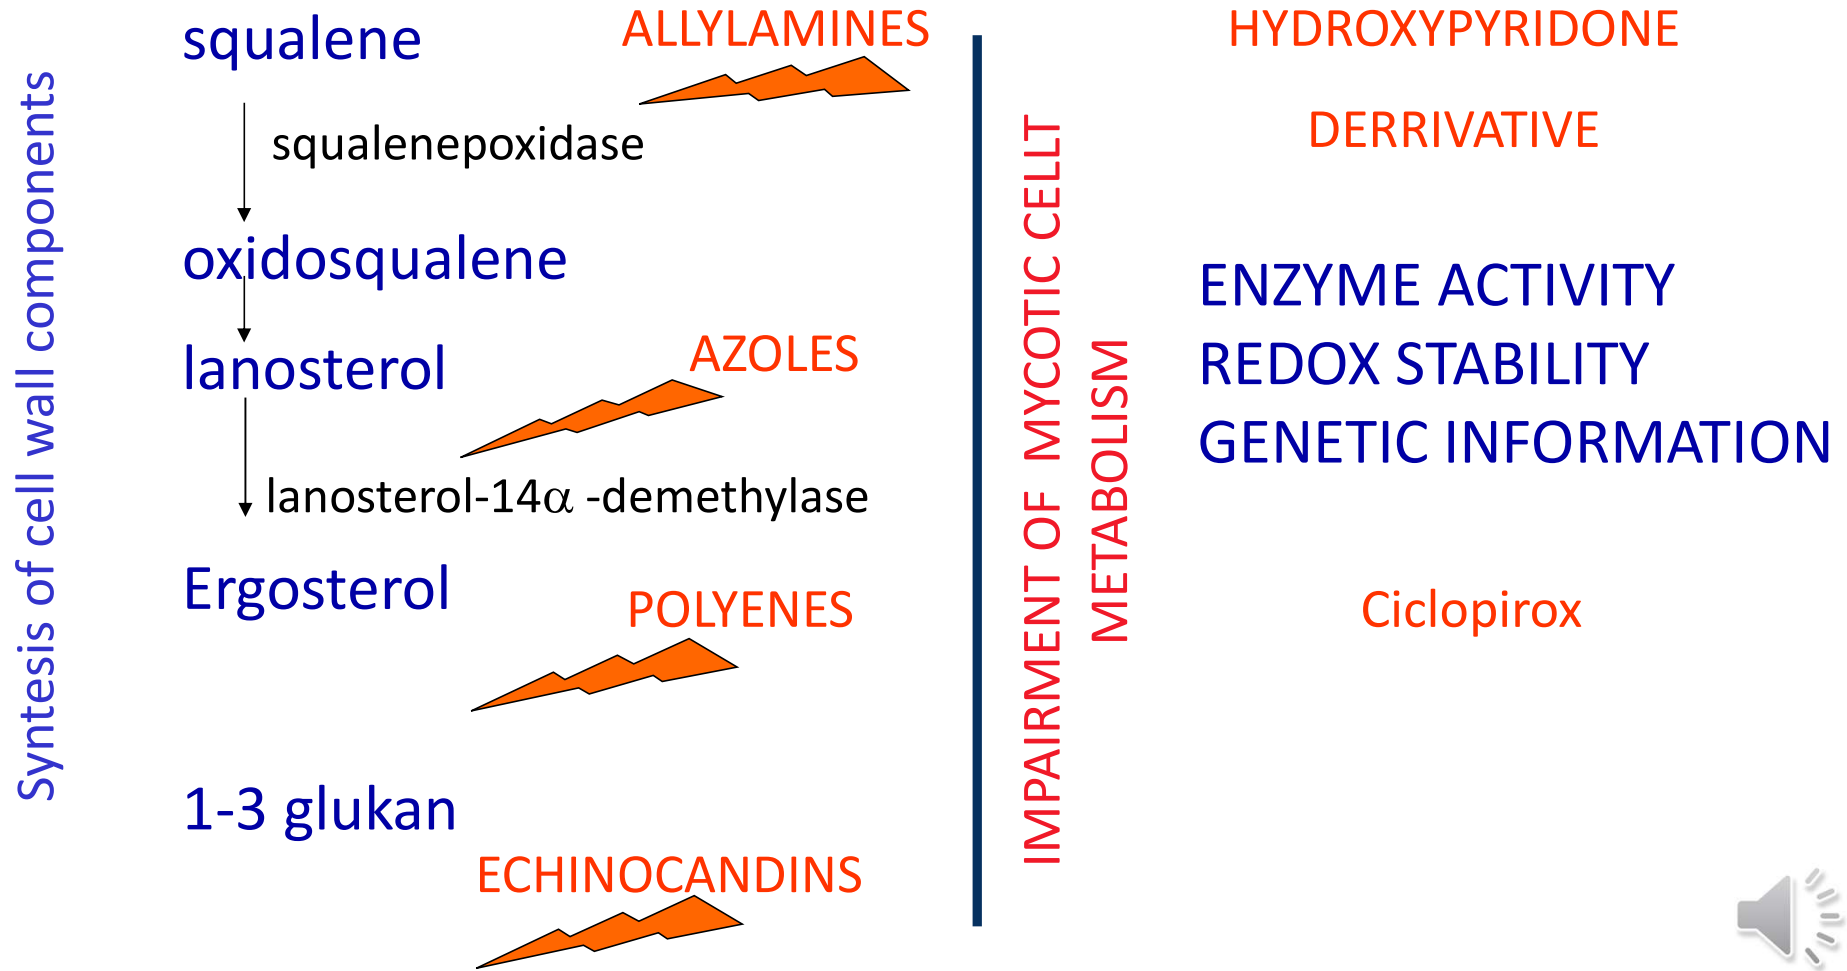 Syntesis of cell wall components
squalene
ALLYLAMINES
squalenepoxidase
oxidosqualene
lanosterol
AZOLES
lanosterol-14α -demethylase
Ergosterol
POLYENES
1-3 glukan
ECHINOCANDINS
IMPAIRMENT OF  MYCOTIC CELLT
METABOLISM
HYDROXYPYRIDONE
DERRIVATIVE
ENZYME ACTIVITY
REDOX STABILITY
GENETIC INFORMATION
Ciclopirox